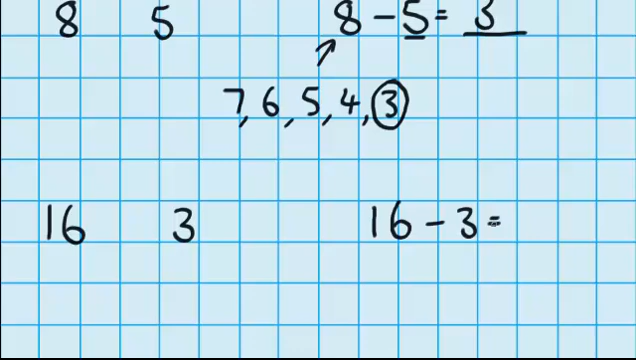 8 5 8 - 5 = 3
7, 6, 5, 4, 3
16 3 16 - 3 =